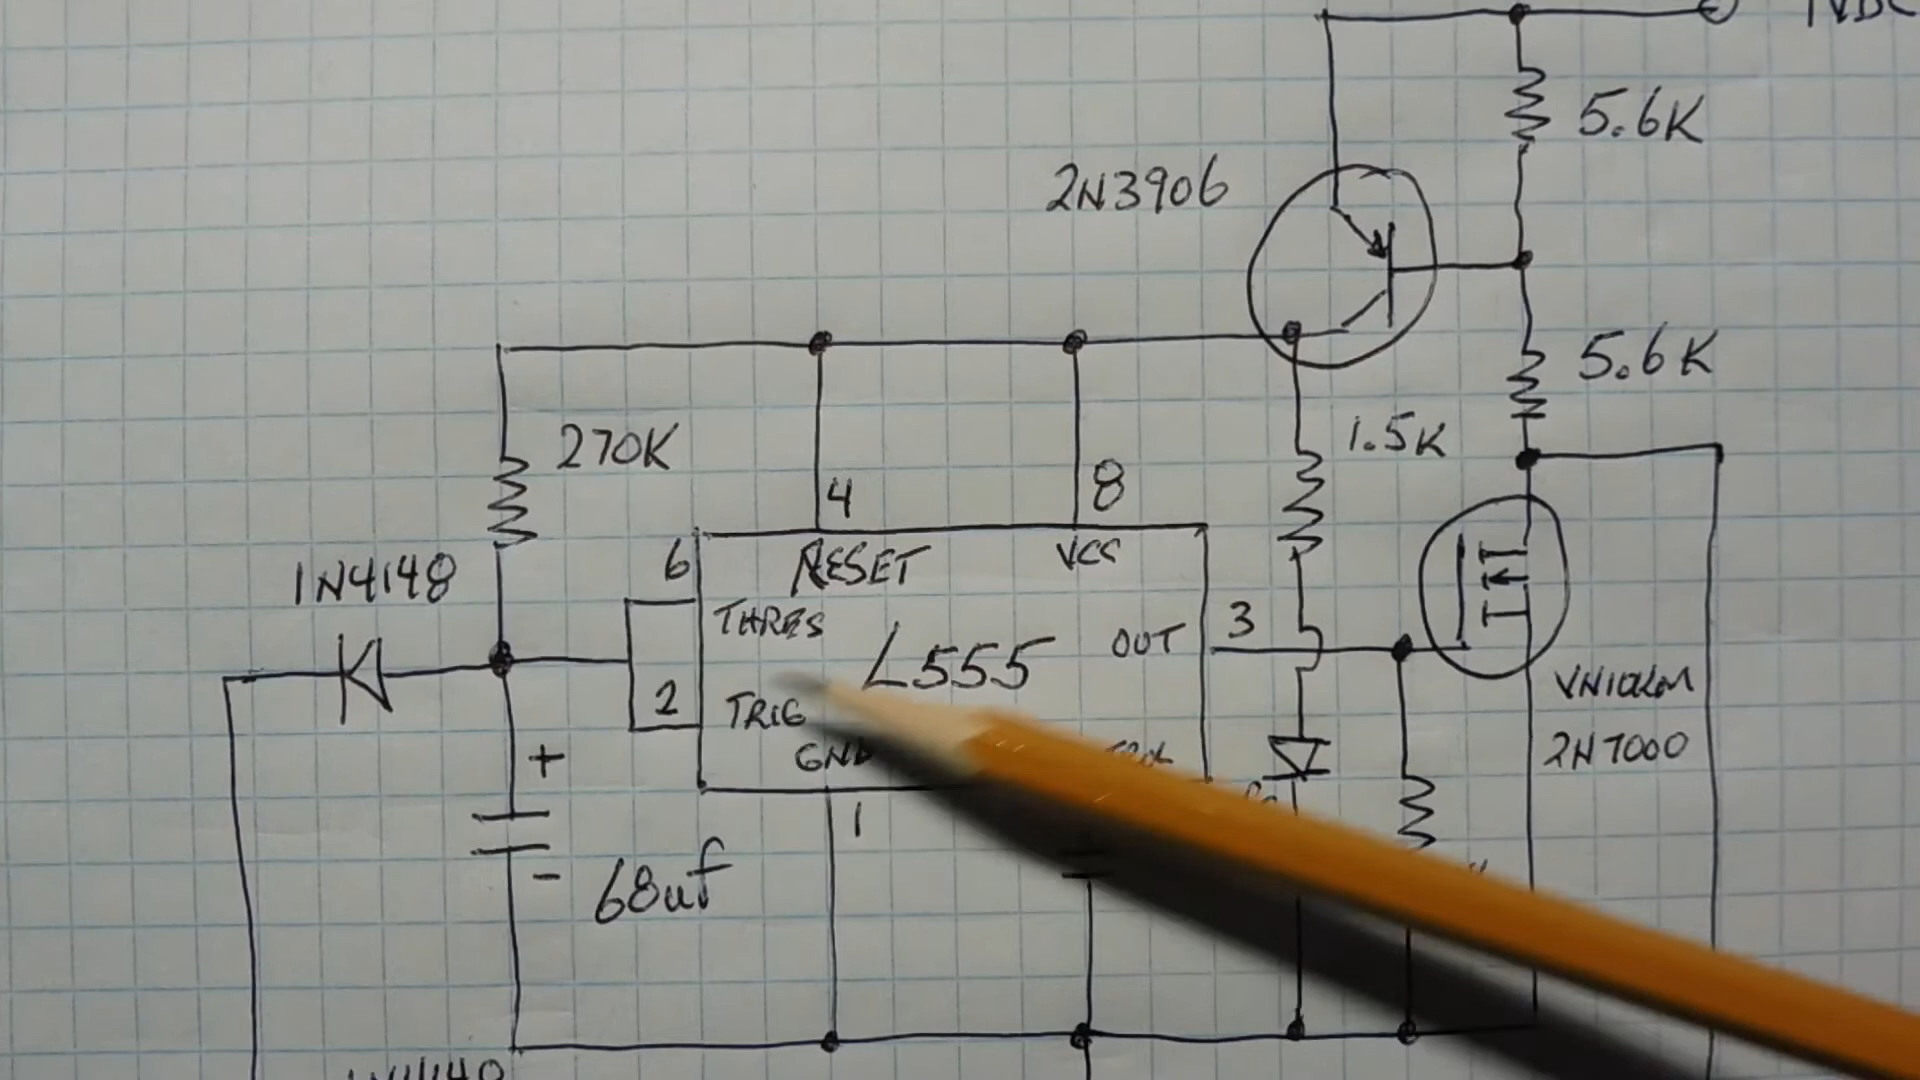 5.6K
2N3906
5.6K
1.5K
270K
4
8
1N4148
6
RESET
VCC
THRES
3
L555
OUT
2
TRIG
VN10KM
2N7000
GND
+
1
-
68uf